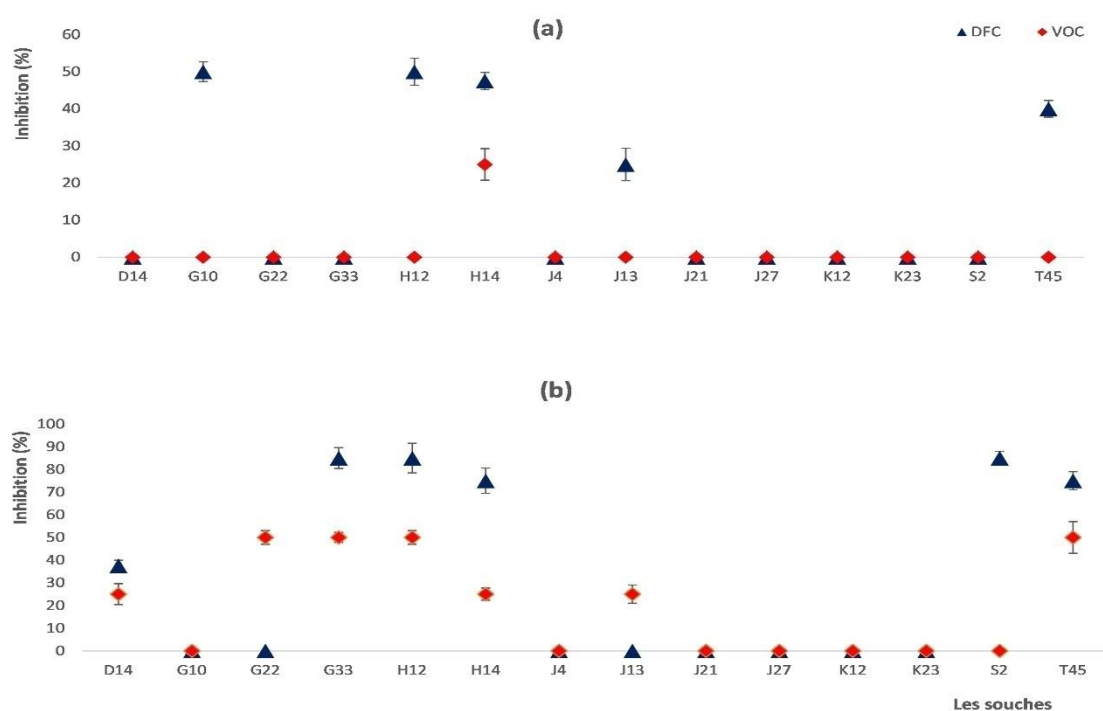 (a)
DFC VOC
Inhibition (%)
60
50
40
30
20
10
0
D14 G10 G22 G33 H12 H14 J4 J13 J21 J27 K12 K23 S2 T45
(b)
Inhibition (%)
100
90
80
70
60
50
40
30
20
10
0
D14 G10 G22 G33 H12 H14 J4 J13 J21 J27 K12 K23 S2 T45
Les souches